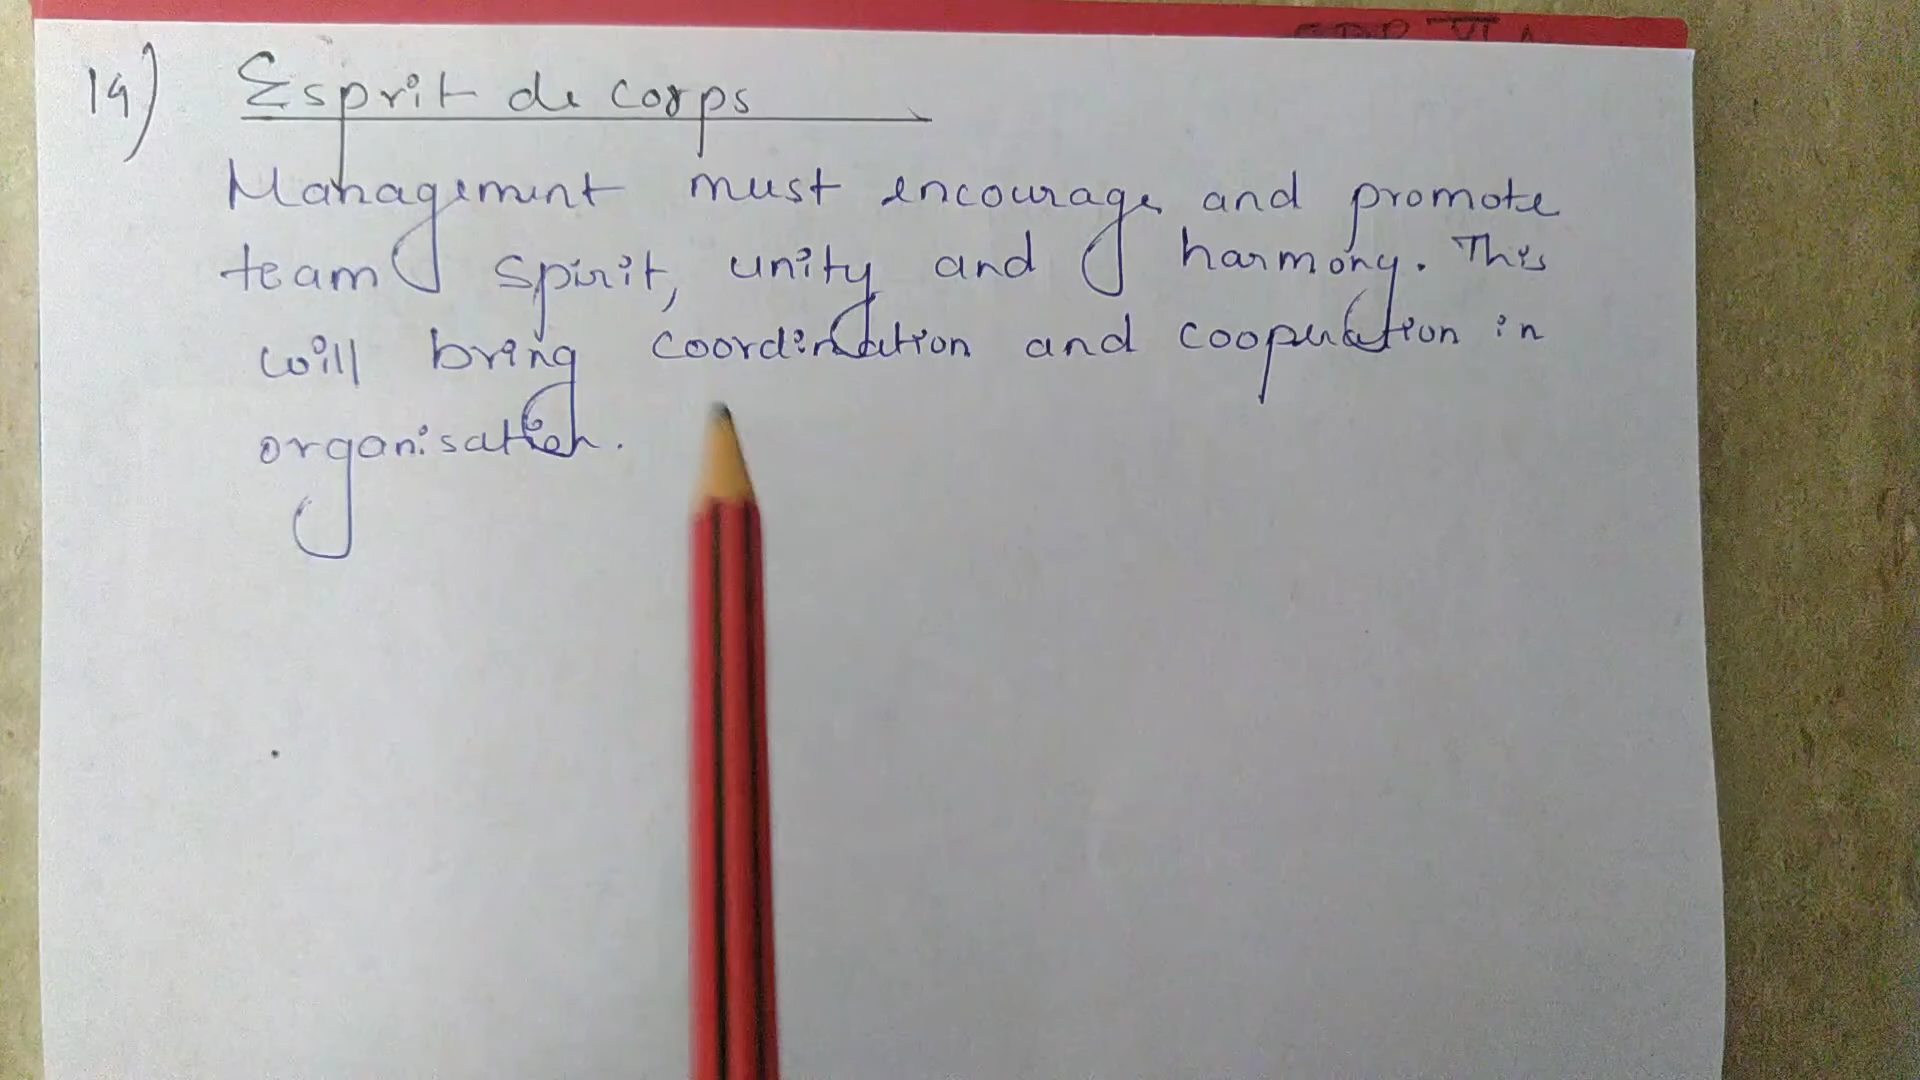 14) Esprit de corps
Management must encourage and promote
team spirit, unity and harmony. This
will bring coordination and cooperation in
organisation.